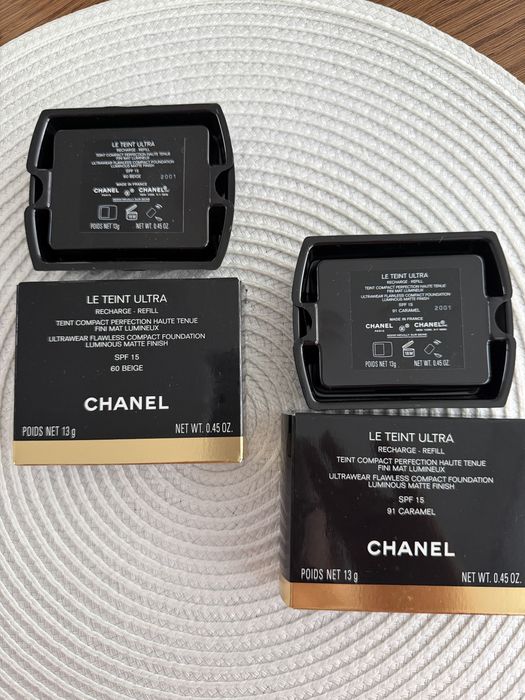 LE TEINT ULTRA
RECHARGE - REFILL
TEINT COMPACT PERFECTION HAUTE TENUE
FINI MAT LUMINEUX
ULTRAWEAR FLAWLESS COMPACT FOUNDATION
LUMINOUS MATTE FINISH
SPF 15
60 BEIGE
2001
MADE IN FRANCE
CHANEL CHANEL
PARIS
POIDS NET 13g NET WT. 0.45 OZ.
LE TEINT ULTRA
RECHARGE - REFILL
TEINT COMPACT PERFECTION HAUTE TENUE
FINI MAT LUMINEUX
ULTRAWEAR FLAWLESS COMPACT FOUNDATION
LUMINOUS MATTE FINISH
SPF 15
60 BEIGE
CHANEL
POIDS NET 13 g NET WT. 0.45 OZ.
LE TEINT ULTRA
RECHARGE - REFILL
TEINT COMPACT PERFECTION HAUTE TENUE
FINI MAT LUMINEUX
ULTRAWEAR FLAWLESS COMPACT FOUNDATION
LUMINOUS MATTE FINISH
SPF 15
91 CARAMEL
2001
MADE IN FRANCE
CHANEL CHANEL
PARIS
POIDS NET 13g NET WT. 0.45 OZ.
LE TEINT ULTRA
RECHARGE - REFILL
TEINT COMPACT PERFECTION HAUTE TENUE
FINI MAT LUMINEUX
ULTRAWEAR FLAWLESS COMPACT FOUNDATION
LUMINOUS MATTE FINISH
SPF 15
91 CARAMEL
CHANEL
POIDS NET 13 g NET WT. 0.45 OZ.